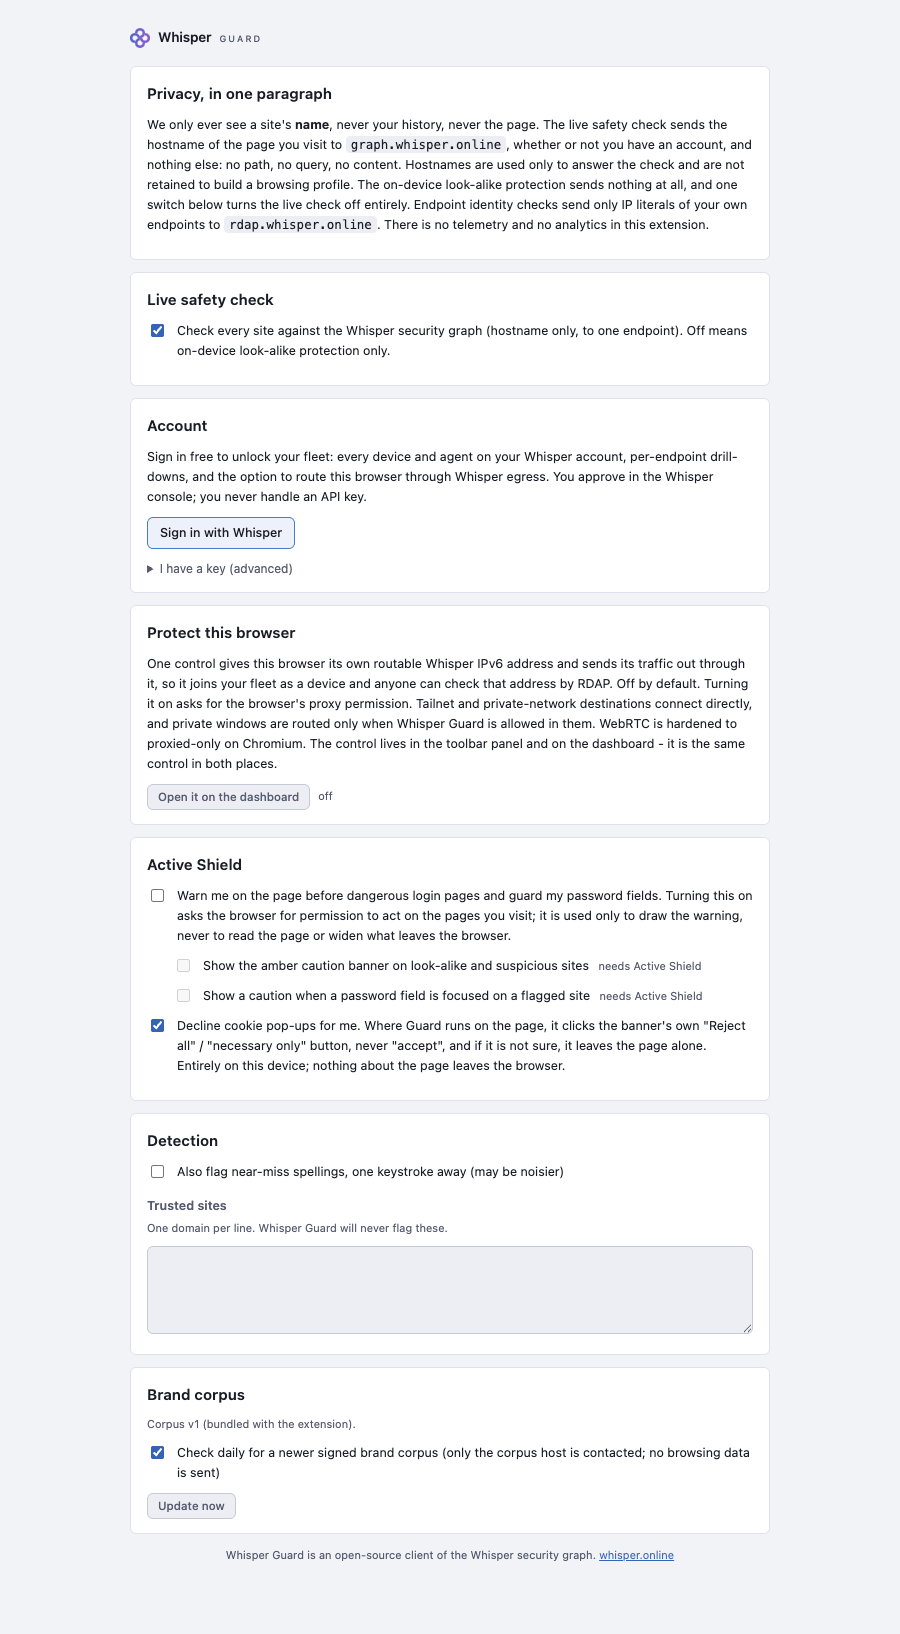 Whisper GUARD
Privacy, in one paragraph
We only ever see a site's name, never your history, never the page. The live safety check sends the
hostname of the page you visit to graph.whisper.online, whether or not you have an account, and
nothing else: no path, no query, no content. Hostnames are used only to answer the check and are not
retained to build a browsing profile. The on-device look-alike protection sends nothing at all, and one
switch below turns the live check off entirely. Endpoint identity checks send only IP literals of your own
endpoints to rdap.whisper.online. There is no telemetry and no analytics in this extension.
Live safety check
Check every site against the Whisper security graph (hostname only, to one endpoint). Off means
on-device look-alike protection only.
Account
Sign in free to unlock your fleet: every device and agent on your Whisper account, per-endpoint drill-
downs, and the option to route this browser through Whisper egress. You approve in the Whisper
console; you never handle an API key.
Sign in with Whisper
I have a key (advanced)
Protect this browser
One control gives this browser its own routable Whisper IPv6 address and sends its traffic out through
it, so it joins your fleet as a device and anyone can check that address by RDAP. Off by default. Turning
it on asks for the browser's proxy permission. Tailnet and private-network destinations connect directly,
and private windows are routed only when Whisper Guard is allowed in them. WebRTC is hardened to
proxied-only on Chromium. The control lives in the toolbar panel and on the dashboard - it is the same
control in both places.
Open it on the dashboard off
Active Shield
Warn me on the page before dangerous login pages and guard my password fields. Turning this on
asks the browser for permission to act on the pages you visit; it is used only to draw the warning,
never to read the page or widen what leaves the browser.
Show the amber caution banner on look-alike and suspicious sites needs Active Shield
Show a caution when a password field is focused on a flagged site needs Active Shield
Decline cookie pop-ups for me. Where Guard runs on the page, it clicks the banner's own "Reject
all" / "necessary only" button, never "accept", and if it is not sure, it leaves the page alone.
Entirely on this device; nothing about the page leaves the browser.
Detection
Also flag near-miss spellings, one keystroke away (may be noisier)
Trusted sites
One domain per line. Whisper Guard will never flag these.
Brand corpus
Corpus v1 (bundled with the extension).
Check daily for a newer signed brand corpus (only the corpus host is contacted; no browsing data
is sent)
Update now
Whisper Guard is an open-source client of the Whisper security graph. whisper.online